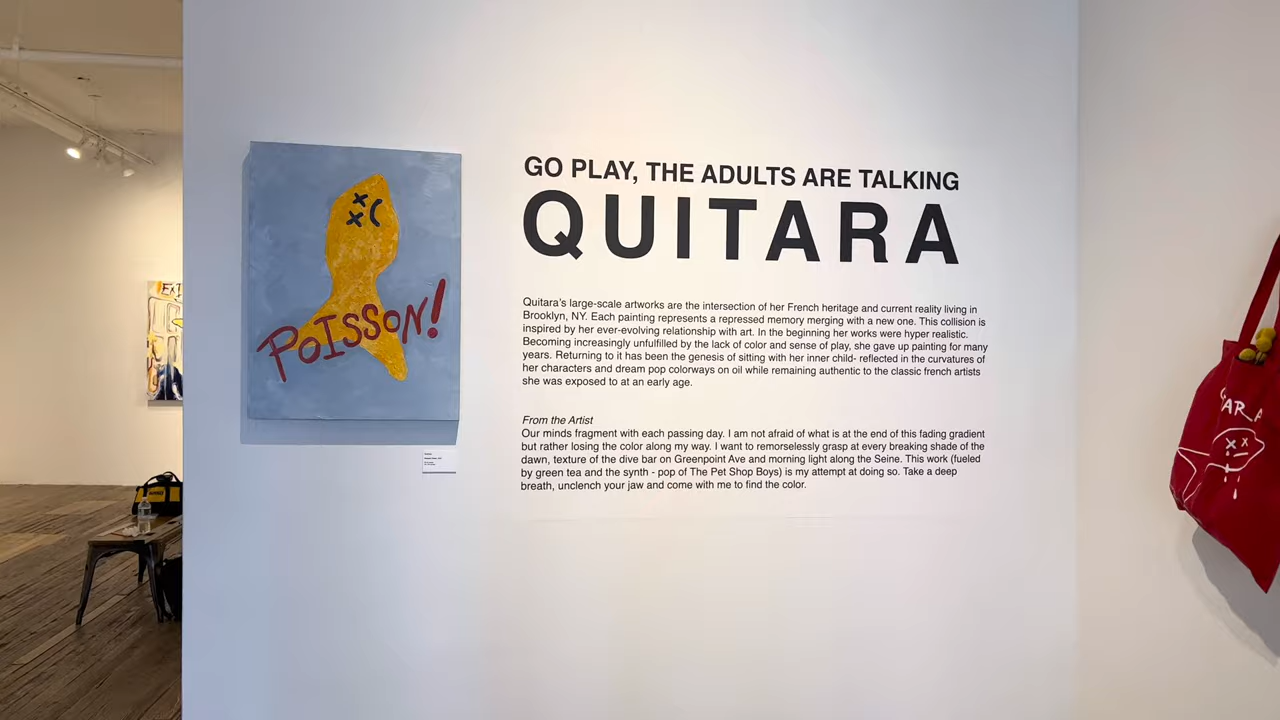 GO PLAY, THE ADULTS ARE TALKING
QUITARA
POISSON!
Quitara's large-scale artworks are the intersection of her French heritage and current reality living in
Brooklyn, NY. Each painting represents a repressed memory merging with a new one. This collision is
inspired by her ever-evolving relationship with art. In the beginning her works were hyper realistic.
Becoming increasingly unfulfilled by the lack of color and sense of play, she gave up painting for many
years. Returning to it has been the genesis of sitting with her inner child- reflected in the curvatures of
her characters and dream pop colorways on oil while remaining authentic to the classic french artists
she was exposed to at an early age.
From the Artist
Our minds fragment with each passing day. I am not afraid of what is at the end of this fading gradient
but rather losing the color along my way. I want to remorselessly grasp at every breaking shade of the
dawn, texture of the dive bar on Greenpoint Ave and morning light along the Seine. This work (fueled
by green tea and the synth - pop of The Pet Shop Boys) is my attempt at doing so. Take a deep
breath, unclench your jaw and come with me to find the color.